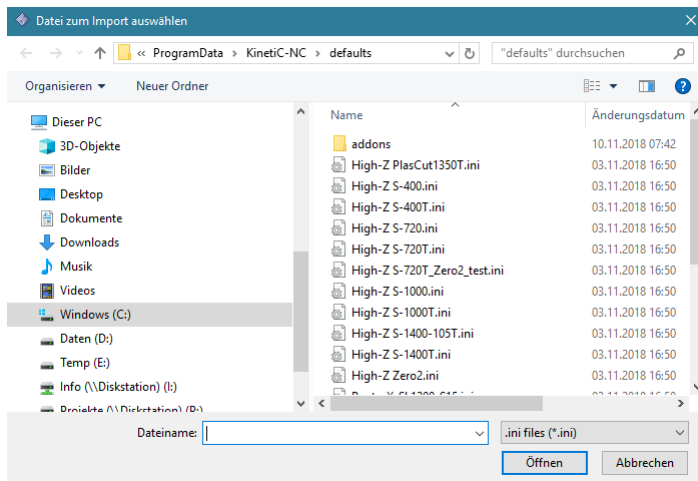 Datei zum Import auswählen
« ProgramData > KinetiC-NC > defaults
"defaults" durchsuchen
Organisieren Neuer Ordner
Name Änderungsdatum
Dieser PC
3D-Objekte
Bilder
Desktop
Dokumente
Downloads
Musik
Videos
Windows (C:)
Daten (D:)
Temp (E:)
Info (\\Diskstation) (I:)
Projekte (\\Diskstation) (P:)
addons 10.11.2018 07:42
High-Z PlasCut1350T.ini 03.11.2018 16:50
High-Z S-400.ini 03.11.2018 16:50
High-Z S-400T.ini 03.11.2018 16:50
High-Z S-720.ini 03.11.2018 16:50
High-Z S-720T.ini 03.11.2018 16:50
High-Z S-720T_Zero2_test.ini 03.11.2018 16:50
High-Z S-1000.ini 03.11.2018 16:50
High-Z S-1000T.ini 03.11.2018 16:50
High-Z S-1400-105T.ini 03.11.2018 16:50
High-Z S-1400T.ini 03.11.2018 16:50
High-Z Zero2.ini 03.11.2018 16:50
Dateiname:
.ini files (*.ini)
Öffnen Abbrechen